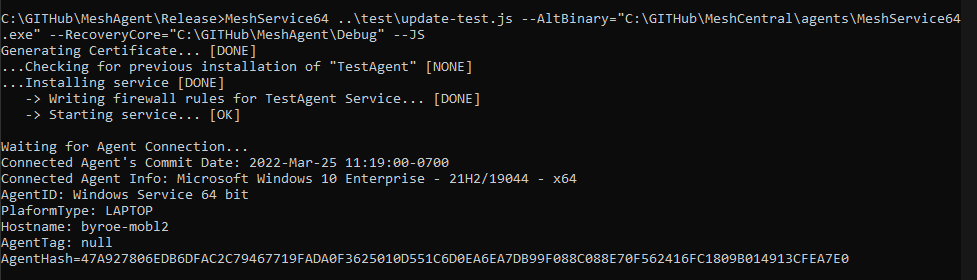 C:\GITHub\MeshAgent\Release>MeshService64 ..\test\update-test.js --AltBinary="C:\GITHub\MeshCentral\agents\MeshService64
.exe" --RecoveryCore="C:\GITHub\MeshAgent\Debug" --JS
Generating Certificate... [DONE]
...Checking for previous installation of "TestAgent" [NONE]
...Installing service [DONE]
   -> Writing firewall rules for TestAgent Service... [DONE]
   -> Starting service... [OK]
Waiting for Agent Connection...
Connected Agent's Commit Date: 2022-Mar-25 11:19:00-0700
Connected Agent Info: Microsoft Windows 10 Enterprise - 21H2/19044 - x64
AgentID: Windows Service 64 bit
PlaformType: LAPTOP
Hostname: byroe-mobl2
AgentTag: null
AgentHash=47A927806EDB6DFAC2C79467719FADA0F3625010D551C6D0EA6EA7DB99F088C088E70F562416FC1809B014913CFEA7E0